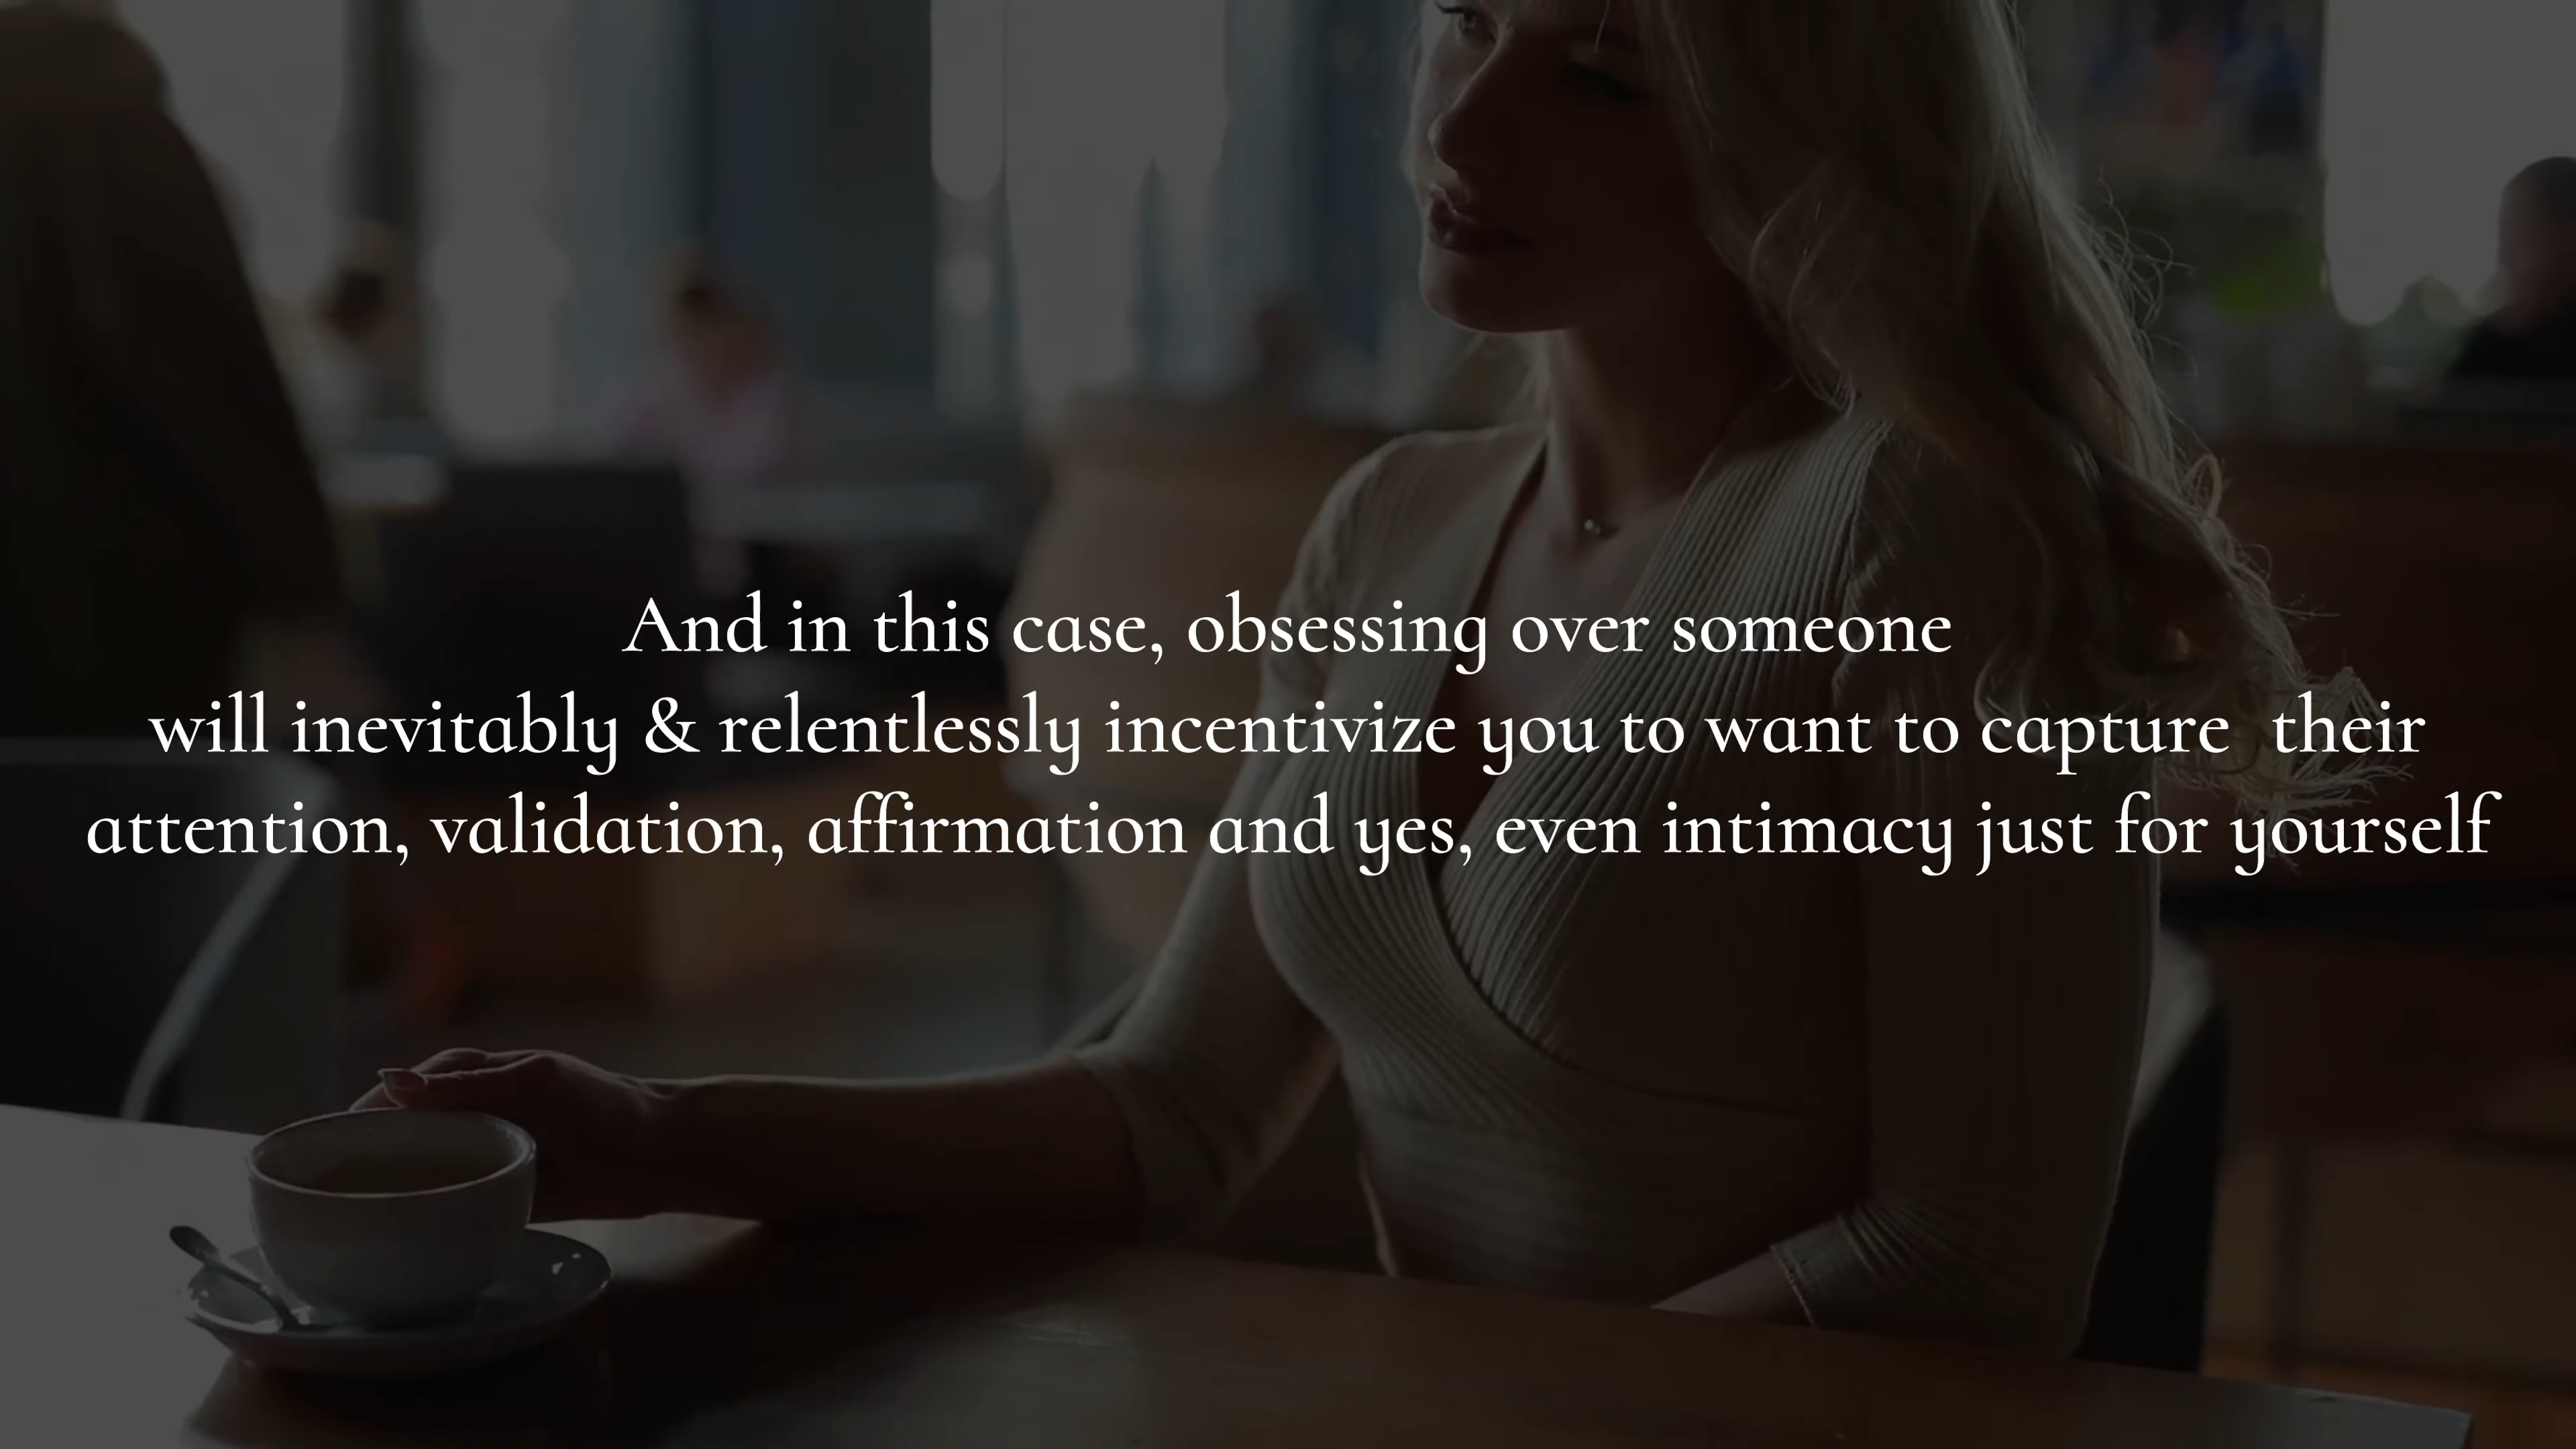 And in this case, obsessing over someone
will inevitably & relentlessly incentivize you to want to capture  their
attention, validation, affirmation and yes, even intimacy just for yourself